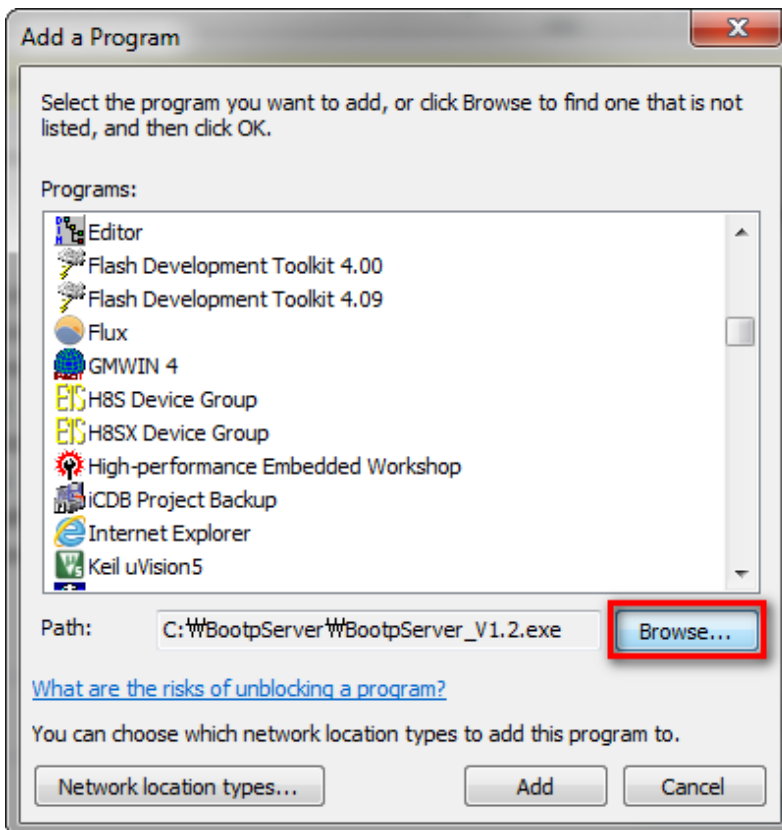 Add a Program
Select the program you want to add, or click Browse to find one that is not
listed, and then click OK.
Programs:
Editor
Flash Development Toolkit 4.00
Flash Development Toolkit 4.09
Flux
GMWIN 4
H8S Device Group
H8SX Device Group
High-performance Embedded Workshop
iCDB Project Backup
Internet Explorer
Keil uVision5
Path: C:₩BootpServer₩BootpServer_V1.2.exe Browse...
What are the risks of unblocking a program?
You can choose which network location types to add this program to.
Network location types... Add Cancel